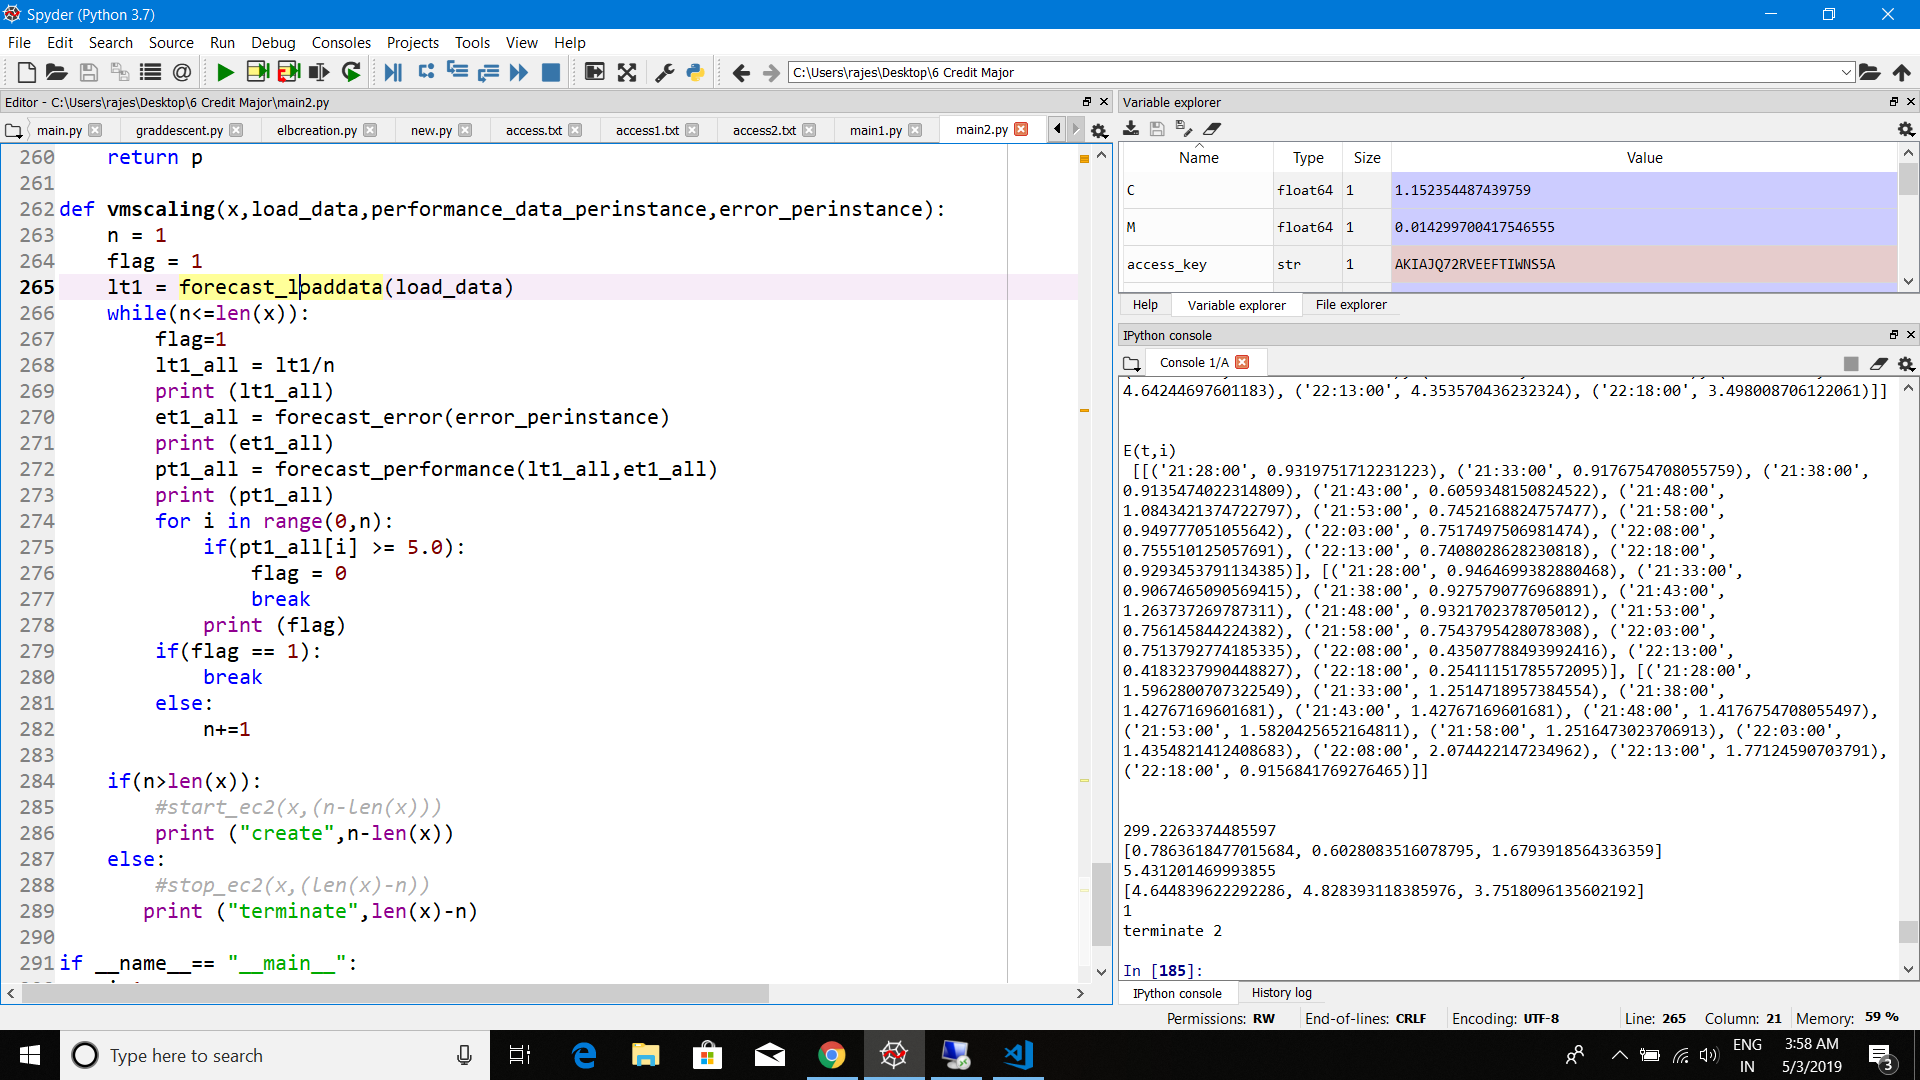 Spyder (Python 3.7)
File Edit Search Source Run Debug Consoles Projects Tools View Help
C:\Users\rajes\Desktop\6 Credit Major
Editor - C:\Users\rajes\Desktop\6 Credit Major\main2.py
main.py graddescent.py elbcreation.py new.py access.txt access1.txt access2.txt main1.py main2.py
260 return p
261
262 def vmscaling(x,load_data,performance_data_perinstance,error_perinstance):
263 n = 1
264 flag = 1
265 lt1 = forecast_loaddata(load_data)
266 while(n<=len(x)):
267 flag=1
268 lt1_all = lt1/n
269 print (lt1_all)
270 et1_all = forecast_error(error_perinstance)
271 print (et1_all)
272 pt1_all = forecast_performance(lt1_all,et1_all)
273 print (pt1_all)
274 for i in range(0,n):
275 if(pt1_all[i] >= 5.0):
276 flag = 0
277 break
278 print (flag)
279 if(flag == 1):
280 break
281 else:
282 n+=1
283
284 if(n>len(x)):
285 #start_ec2(x,(n-len(x)))
286 print ("create",n-len(x))
287 else:
288 #stop_ec2(x,(len(x)-n))
289 print ("terminate",len(x)-n)
290
291 if __name__== "__main__":
Variable explorer
Name Type Size Value
C float64 1 1.152354487439759
M float64 1 0.014299700417546555
access_key str 1 AKIAJQ72RVEEFTIWNS5A
Help Variable explorer File explorer
IPython console
Console 1/A
4.64244697601183), ('22:13:00', 4.353570436232324), ('22:18:00', 3.498008706122061)]]
E(t,i)
[[('21:28:00', 0.9319751712231223), ('21:33:00', 0.9176754708055759), ('21:38:00',
0.9135474022314809), ('21:43:00', 0.6059348150824522), ('21:48:00',
1.0843421374722797), ('21:53:00', 0.7452168824757477), ('21:58:00',
0.949777051055642), ('22:03:00', 0.7517497506981474), ('22:08:00',
0.755510125057691), ('22:13:00', 0.7408028628230818), ('22:18:00',
0.9293453791134385)], [('21:28:00', 0.9464699382880468), ('21:33:00',
0.9067465090569415), ('21:38:00', 0.9275790776968891), ('21:43:00',
1.263737269787311), ('21:48:00', 0.9321702378705012), ('21:53:00',
0.756145844224382), ('21:58:00', 0.7543795428078308), ('22:03:00',
0.7513792774185335), ('22:08:00', 0.43507788493992416), ('22:13:00',
0.4183237990448827), ('22:18:00', 0.25411151785572095)], [('21:28:00',
1.5962800707322549), ('21:33:00', 1.2514718957384554), ('21:38:00',
1.42767169601681), ('21:43:00', 1.42767169601681), ('21:48:00', 1.4176754708055497),
('21:53:00', 1.5820425652164811), ('21:58:00', 1.2516473023706913), ('22:03:00',
1.4354821412408683), ('22:08:00', 2.074422147234962), ('22:13:00', 1.77124590703791),
('22:18:00', 0.9156841769276465)]]
299.2263374485597
[0.7863618477015684, 0.6028083516078795, 1.6793918564336359]
5.431201469993855
[4.644839622292286, 4.828393118385976, 3.7518096135602192]
1
terminate 2
In [185]:
IPython console History log
Permissions: RW End-of-lines: CRLF Encoding: UTF-8 Line: 265 Column: 21 Memory: 59 %
Type here to search
ENG
IN
3:58 AM
5/3/2019
3